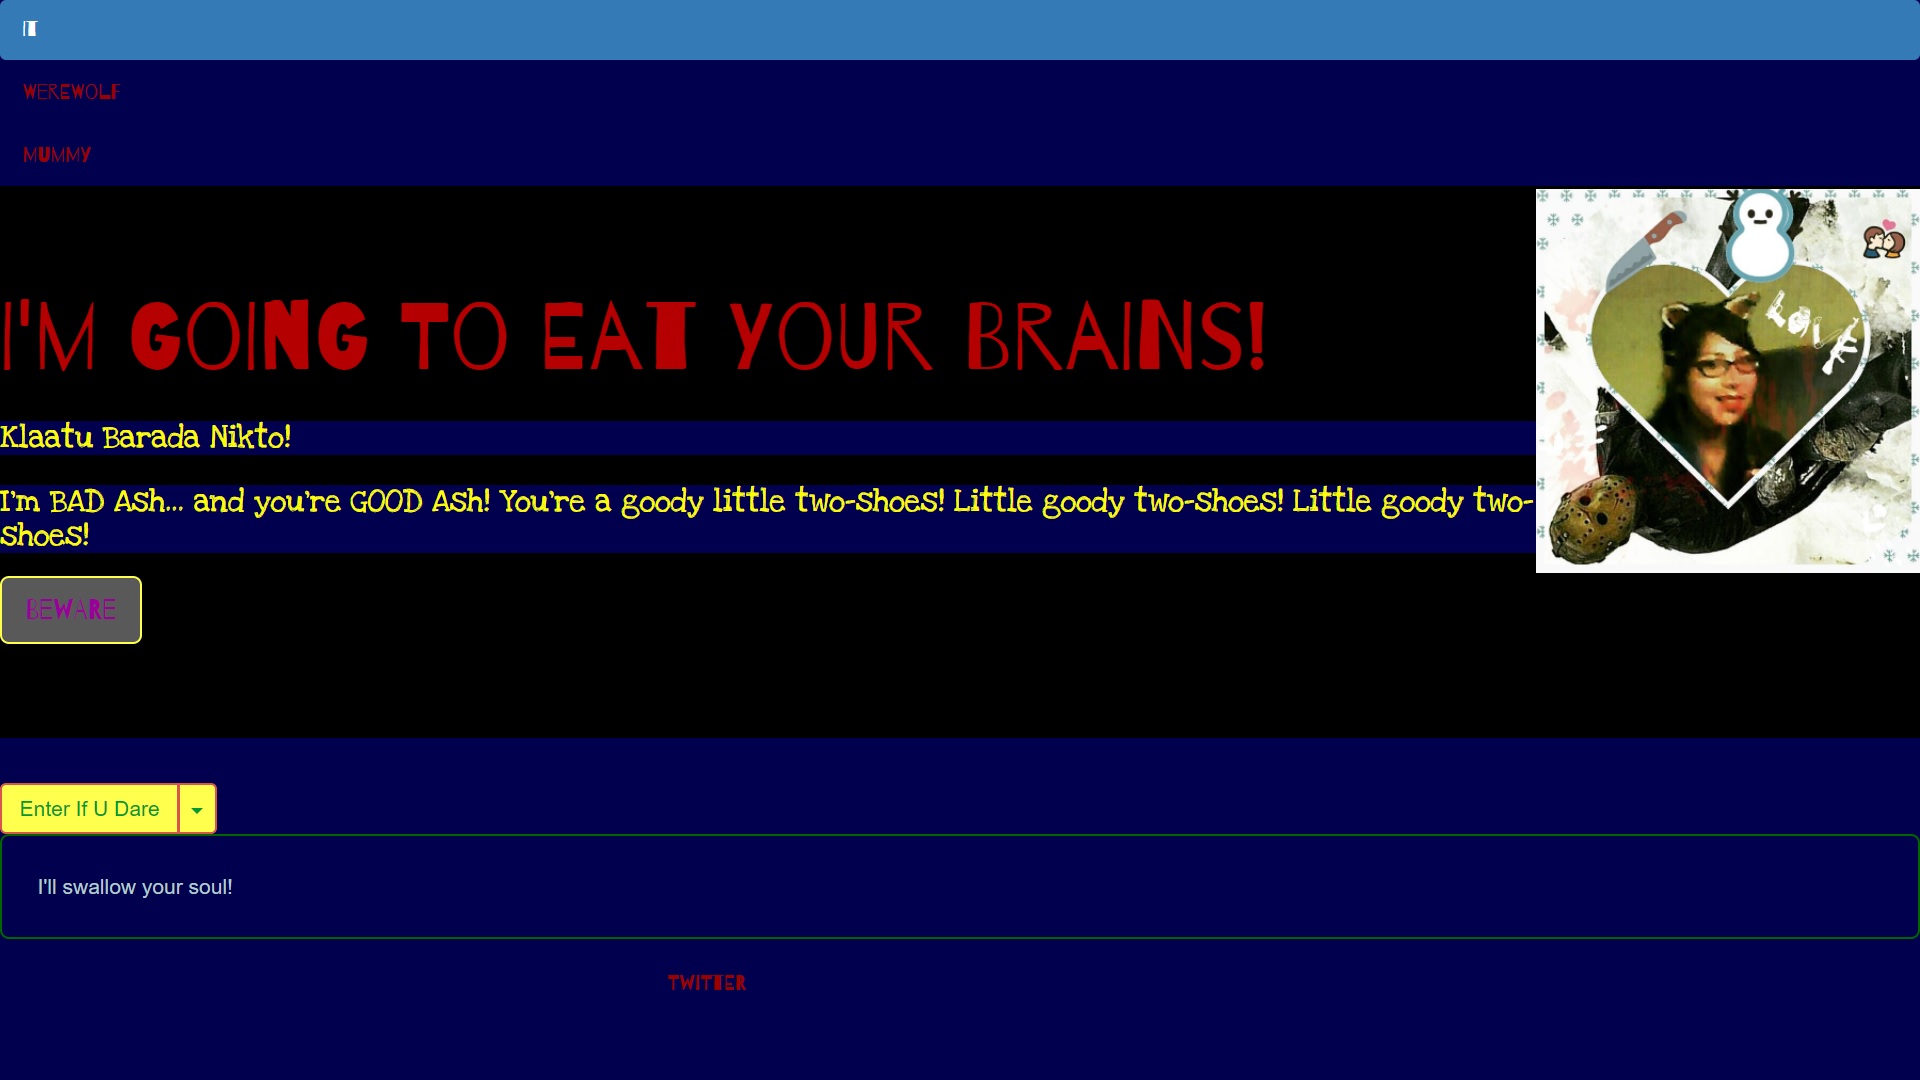 IT
WEREWOLF
MUMMY
I'M GOING TO EAT YOUR BRAINS!
LOVE
Klaatu Barada Nikto!
I'm BAD Ash... and you're GOOD Ash! You're a goody little two-shoes! Little goody two-shoes! Little goody two-
shoes!
BEWARE
Enter If U Dare
I'll swallow your soul!
TWITTER